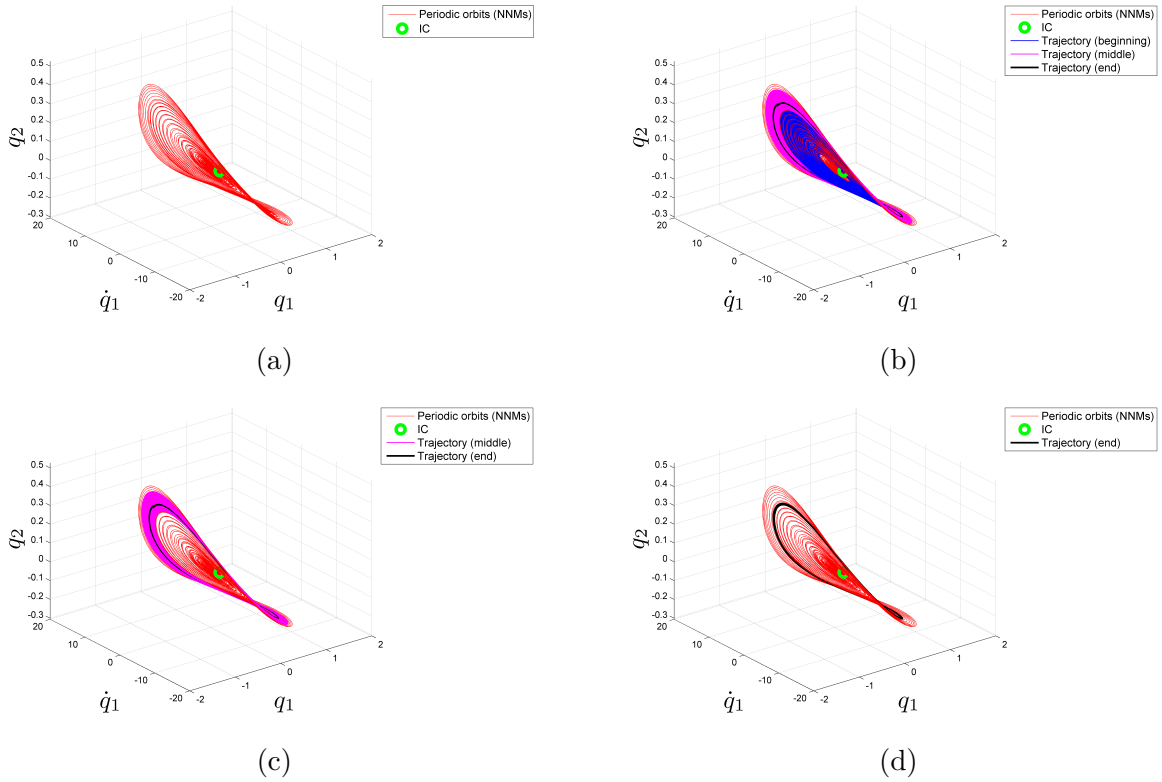 Periodic orbits (NNMs)
IC
0.5
0.4
0.3
0.2
0.1
0
-0.1
-0.2
-0.3
q2
20
10
0
-10
-20
q̇1
-2
-1
0
1
2
q1
(a)
Periodic orbits (NNMs)
IC
Trajectory (beginning)
Trajectory (middle)
Trajectory (end)
0.5
0.4
0.3
0.2
0.1
0
-0.1
-0.2
-0.3
q2
20
10
0
-10
-20
q̇1
-2
-1
0
1
2
q1
(b)
Periodic orbits (NNMs)
IC
Trajectory (middle)
Trajectory (end)
0.5
0.4
0.3
0.2
0.1
0
-0.1
-0.2
-0.3
q2
20
10
0
-10
-20
q̇1
-2
-1
0
1
2
q1
(c)
Periodic orbits (NNMs)
IC
Trajectory (end)
0.5
0.4
0.3
0.2
0.1
0
-0.1
-0.2
-0.3
q2
20
10
0
-10
-20
q̇1
-2
-1
0
1
2
q1
(d)